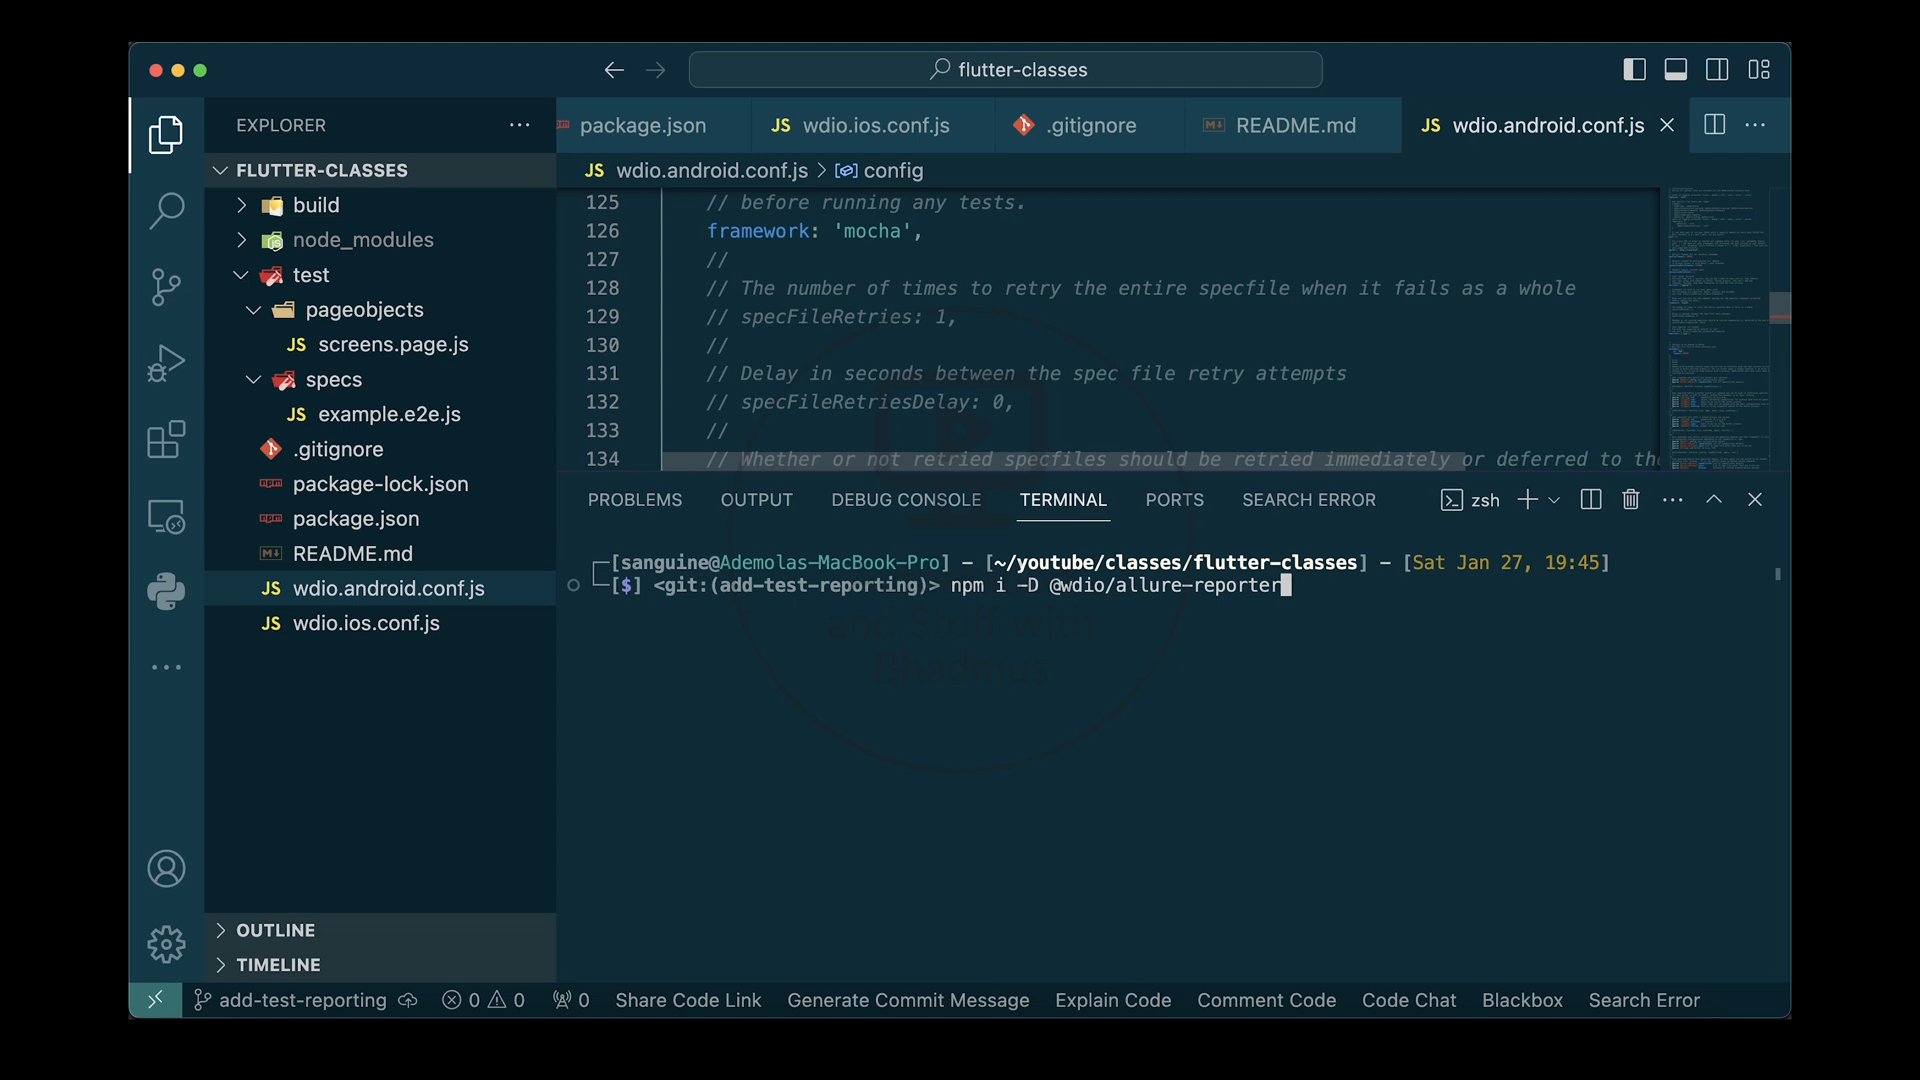 flutter-classes
EXPLORER
package.json
JS wdio.ios.conf.js
.gitignore
README.md
JS wdio.android.conf.js
FLUTTER-CLASSES
JS wdio.android.conf.js > config
build
node_modules
test
pageobjects
JS screens.page.js
specs
JS example.e2e.js
.gitignore
package-lock.json
package.json
README.md
JS wdio.android.conf.js
JS wdio.ios.conf.js
125 // before running any tests.
126 framework: 'mocha',
127 //
128 // The number of times to retry the entire specfile when it fails as a whole
129 // specFileRetries: 1,
130 //
131 // Delay in seconds between the spec file retry attempts
132 // specFileRetriesDelay: 0,
133 //
134 // Whether or not retried specfiles should be retried immediately or deferred to the
PROBLEMS OUTPUT DEBUG CONSOLE TERMINAL PORTS SEARCH ERROR zsh
[sanguine@Ademolas-MacBook-Pro] - [~/youtube/classes/flutter-classes] - [Sat Jan 27, 19:45]
[$] <git:(add-test-reporting)> npm i -D @wdio/allure-reporter
and Stuff with
Bhadmus
OUTLINE
TIMELINE
add-test-reporting 0 0 0 Share Code Link Generate Commit Message Explain Code Comment Code Code Chat Blackbox Search Error